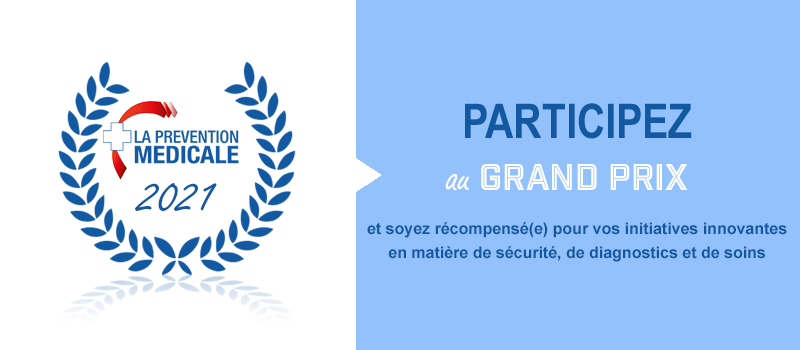 LA PREVENTION
MEDICALE
2021
PARTICIPEZ
au GRAND PRIX
et soyez récompensé(e) pour vos initiatives innovantes
en matière de sécurité, de diagnostics et de soins